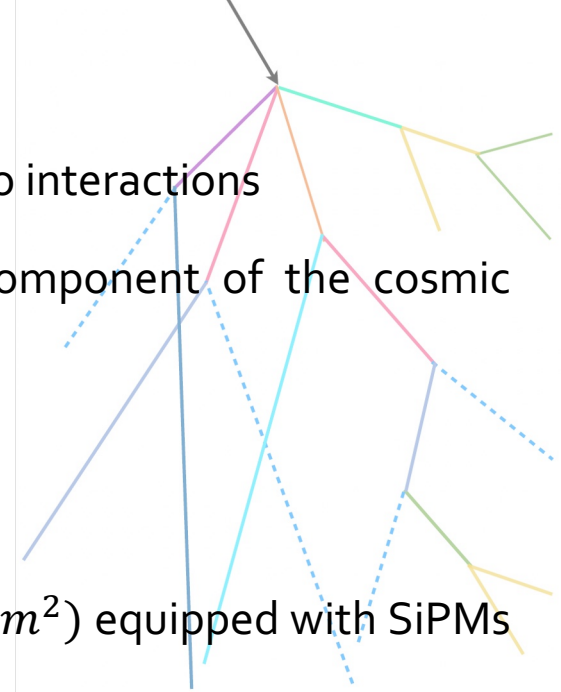 o interactions
omponent of the cosmic
m²) equipped with SiPMs